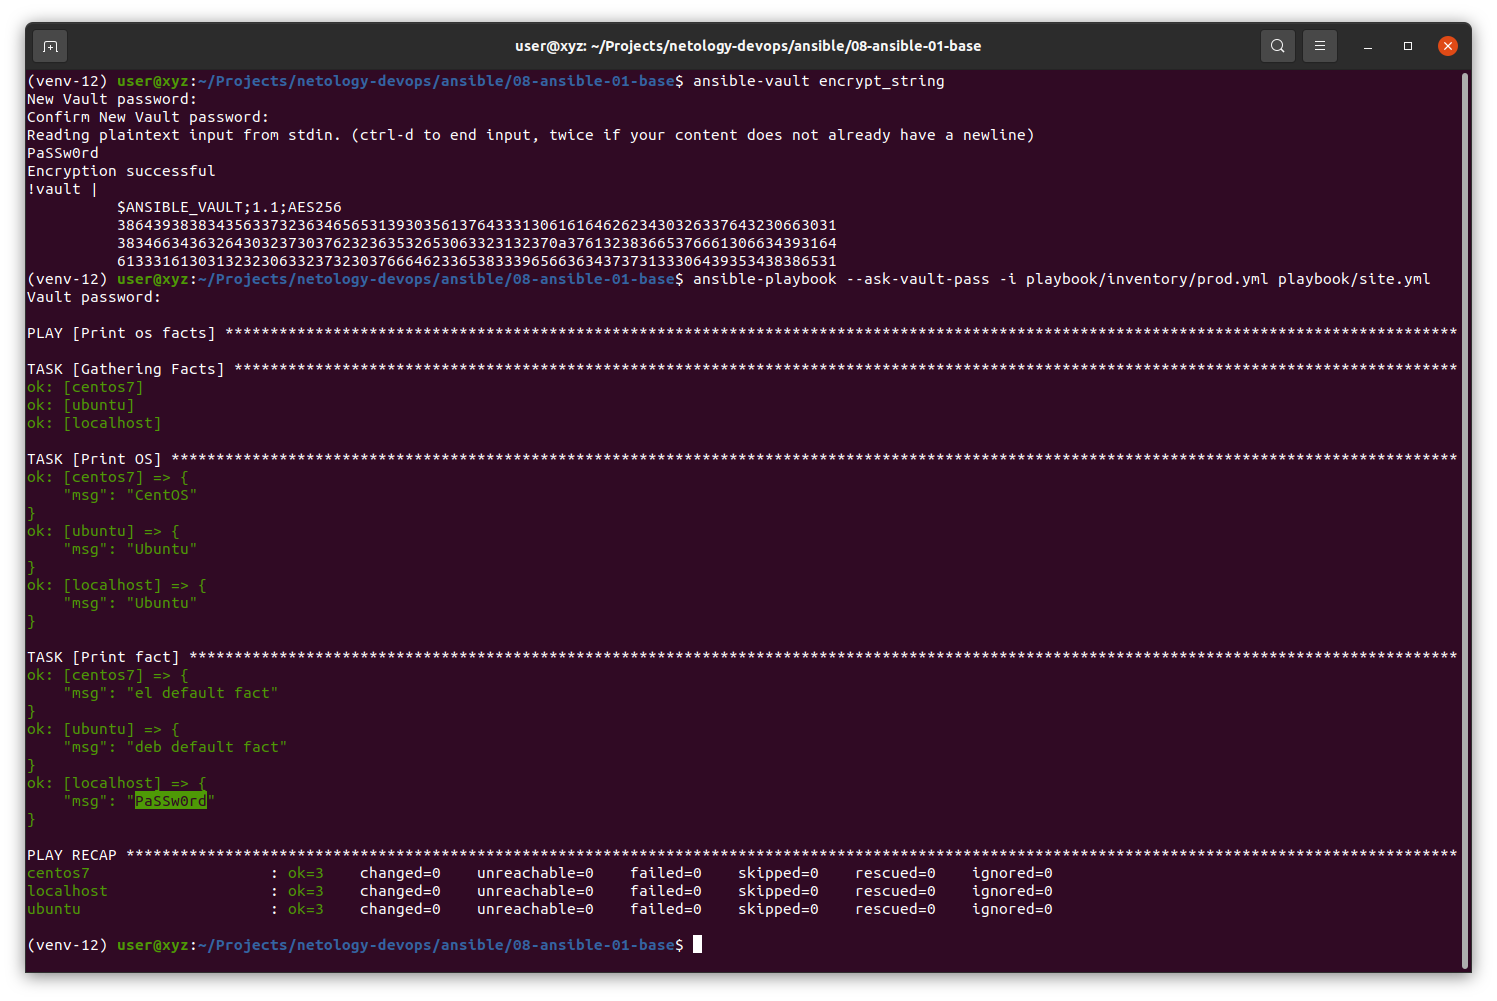 user@xyz: ~/Projects/netology-devops/ansible/08-ansible-01-base
(venv-12) user@xyz:~/Projects/netology-devops/ansible/08-ansible-01-base$ ansible-vault encrypt_string
New Vault password:
Confirm New Vault password:
Reading plaintext input from stdin. (ctrl-d to end input, twice if your content does not already have a newline)
PaSSw0rd
Encryption successful
!vault |
          $ANSIBLE_VAULT;1.1;AES256
(venv-12) user@xyz:~/Projects/netology-devops/ansible/08-ansible-01-base$ ansible-playbook --ask-vault-pass -i playbook/inventory/prod.yml playbook/site.yml
Vault password:
PLAY [Print os facts] *****************************************************************************************************************************************
TASK [Gathering Facts] ****************************************************************************************************************************************
ok: [centos7]
ok: [ubuntu]
ok: [localhost]
TASK [Print OS] ***********************************************************************************************************************************************
ok: [centos7] => {
    "msg": "CentOS"
}
ok: [ubuntu] => {
    "msg": "Ubuntu"
}
ok: [localhost] => {
    "msg": "Ubuntu"
}
TASK [Print fact] *********************************************************************************************************************************************
ok: [centos7] => {
    "msg": "el default fact"
}
ok: [ubuntu] => {
    "msg": "deb default fact"
}
ok: [localhost] => {
    "msg": "PaSSw0rd"
}
PLAY RECAP ****************************************************************************************************************************************************
centos7                    : ok=3    changed=0    unreachable=0    failed=0    skipped=0    rescued=0    ignored=0
localhost                  : ok=3    changed=0    unreachable=0    failed=0    skipped=0    rescued=0    ignored=0
ubuntu                     : ok=3    changed=0    unreachable=0    failed=0    skipped=0    rescued=0    ignored=0
(venv-12) user@xyz:~/Projects/netology-devops/ansible/08-ansible-01-base$